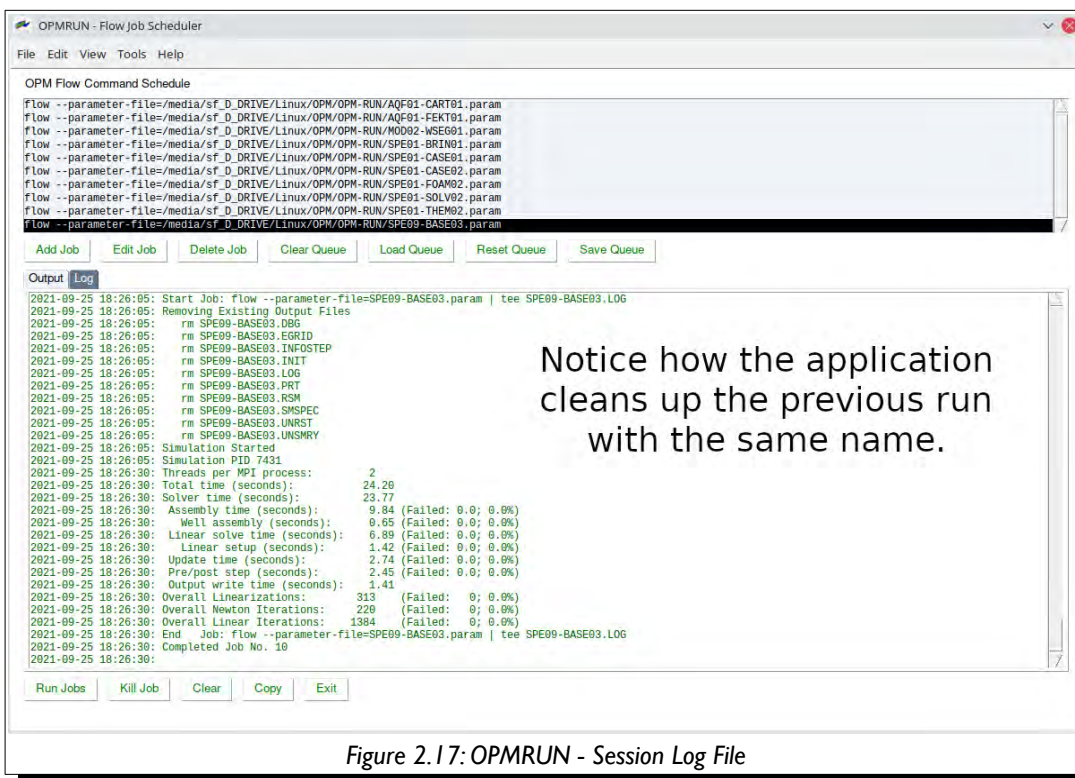 OPMRUN - Flow Job Scheduler
File Edit View Tools Help
OPM Flow Command Schedule
flow --parameter-file=/media/sf_D_DRIVE/Linux/OPM/OPM-RUN/AQF01-CART01.param
flow --parameter-file=/media/sf_D_DRIVE/Linux/OPM/OPM-RUN/AQF01-FEKT01.param
flow --parameter-file=/media/sf_D_DRIVE/Linux/OPM/OPM-RUN/MOD02-WSEG01.param
flow --parameter-file=/media/sf_D_DRIVE/Linux/OPM/OPM-RUN/SPE01-BRIN01.param
flow --parameter-file=/media/sf_D_DRIVE/Linux/OPM/OPM-RUN/SPE01-CASE01.param
flow --parameter-file=/media/sf_D_DRIVE/Linux/OPM/OPM-RUN/SPE01-CASE02.param
flow --parameter-file=/media/sf_D_DRIVE/Linux/OPM/OPM-RUN/SPE01-FOAM02.param
flow --parameter-file=/media/sf_D_DRIVE/Linux/OPM/OPM-RUN/SPE01-SOLV02.param
flow --parameter-file=/media/sf_D_DRIVE/Linux/OPM/OPM-RUN/SPE01-THEM02.param
flow --parameter-file=/media/sf_D_DRIVE/Linux/OPM/OPM-RUN/SPE09-BASE03.param
Add Job Edit Job Delete Job Clear Queue Load Queue Reset Queue Save Queue
Output Log
2021-09-25 18:26:05: Start Job: flow --parameter-file=SPE09-BASE03.param | tee SPE09-BASE03.LOG
2021-09-25 18:26:05: Removing Existing Output Files
2021-09-25 18:26:05: rm SPE09-BASE03.DBG
2021-09-25 18:26:05: rm SPE09-BASE03.EGRID
2021-09-25 18:26:05: rm SPE09-BASE03.INFOSTEP
2021-09-25 18:26:05: rm SPE09-BASE03.INIT
2021-09-25 18:26:05: rm SPE09-BASE03.LOG
2021-09-25 18:26:05: rm SPE09-BASE03.PRT
2021-09-25 18:26:05: rm SPE09-BASE03.RSM
2021-09-25 18:26:05: rm SPE09-BASE03.SMSPEC
2021-09-25 18:26:05: rm SPE09-BASE03.UNRST
2021-09-25 18:26:05: rm SPE09-BASE03.UNSMRY
2021-09-25 18:26:05: Simulation Started
2021-09-25 18:26:05: Simulation PID 7431
2021-09-25 18:26:30: Threads per MPI process: 2
2021-09-25 18:26:30: Total time (seconds): 24.20
2021-09-25 18:26:30: Solver time (seconds): 23.77
2021-09-25 18:26:30: Assembly time (seconds): 9.84 (Failed: 0.0; 0.0%)
2021-09-25 18:26:30: Well assembly (seconds): 0.65 (Failed: 0.0; 0.0%)
2021-09-25 18:26:30: Linear solve time (seconds): 6.89 (Failed: 0.0; 0.0%)
2021-09-25 18:26:30: Linear setup (seconds): 1.42 (Failed: 0.0; 0.0%)
2021-09-25 18:26:30: Update time (seconds): 2.74 (Failed: 0.0; 0.0%)
2021-09-25 18:26:30: Pre/post step (seconds): 2.45 (Failed: 0.0; 0.0%)
2021-09-25 18:26:30: Output write time (seconds): 1.41
2021-09-25 18:26:30: Overall Linearizations: 313 (Failed: 0; 0.0%)
2021-09-25 18:26:30: Overall Newton Iterations: 220 (Failed: 0; 0.0%)
2021-09-25 18:26:30: Overall Linear Iterations: 1384 (Failed: 0; 0.0%)
2021-09-25 18:26:30: End Job: flow --parameter-file=SPE09-BASE03.param | tee SPE09-BASE03.LOG
2021-09-25 18:26:30: Completed Job No. 10
2021-09-25 18:26:30:
Notice how the application
cleans up the previous run
with the same name.
Run Jobs Kill Job Clear Copy Exit
Figure 2.17: OPMRUN - Session Log File